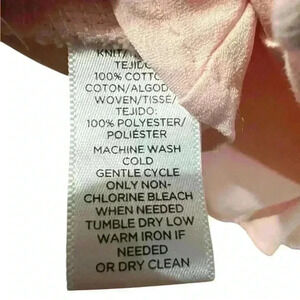 KNIT/
TEJIDO
100% COTTO
COTON/ALGOD
WOVEN/TISSÉ/
TEJIDO:
100% POLYESTER/
POLIÉSTER
MACHINE WASH
COLD
GENTLE CYCLE
ONLY NON-
CHLORINE BLEACH
WHEN NEEDED
TUMBLE DRY LOW
WARM IRON IF
NEEDED
OR DRY CLEAN